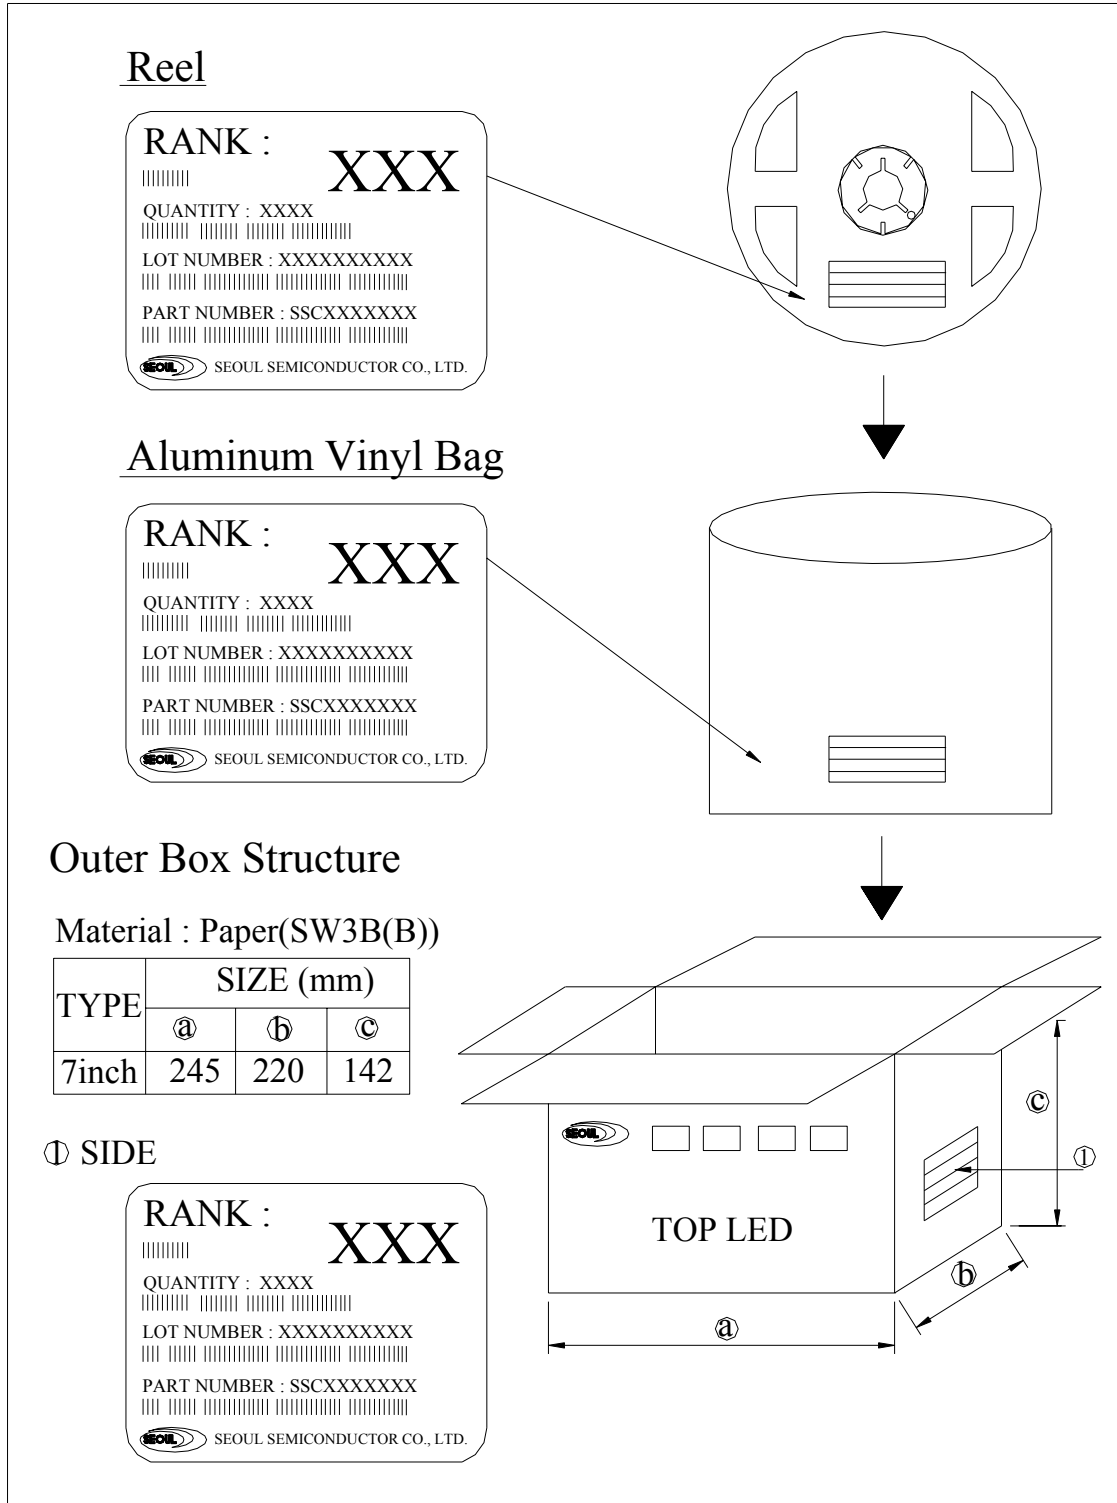 Reel
RANK :
XXX
QUANTITY : XXXX
LOT NUMBER : XXXXXXXXXX
PART NUMBER : SSCXXXXXXX
SEOUL SEOUL SEMICONDUCTOR CO., LTD.
Aluminum Vinyl Bag
RANK :
XXX
QUANTITY : XXXX
LOT NUMBER : XXXXXXXXXX
PART NUMBER : SSCXXXXXXX
SEOUL SEOUL SEMICONDUCTOR CO., LTD.
Outer Box Structure
Material : Paper(SW3B(B))
TYPE SIZE (mm)
ⓐ ⓑ ⓒ
7inch 245 220 142
① SIDE
RANK :
XXX
QUANTITY : XXXX
LOT NUMBER : XXXXXXXXXX
PART NUMBER : SSCXXXXXXX
SEOUL SEOUL SEMICONDUCTOR CO., LTD.
SEOUL
TOP LED
ⓒ
①
ⓑ
ⓐ